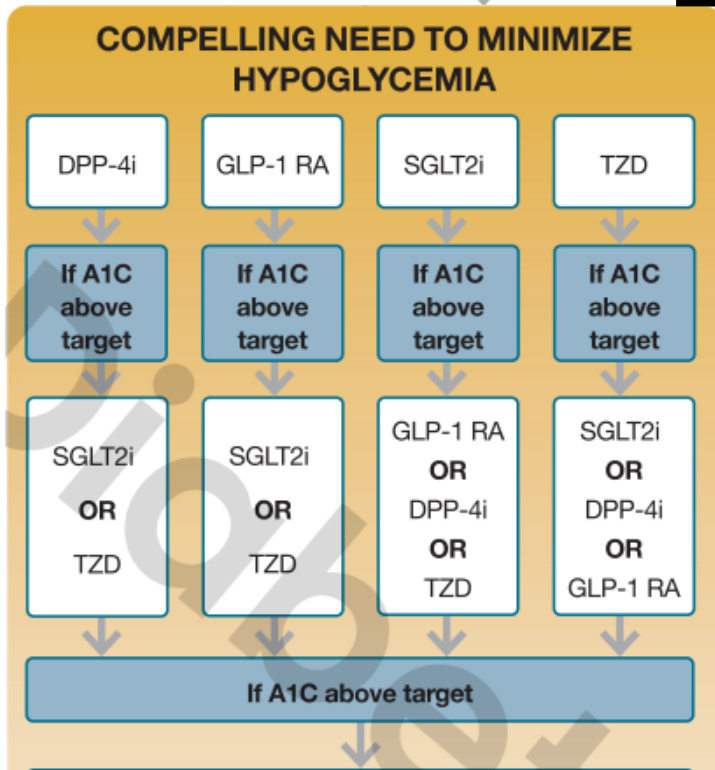 COMPELLING NEED TO MINIMIZE
HYPOGLYCEMIA
DPP-4i
GLP-1 RA
SGLT2i
TZD
If A1C
above
target
If A1C
above
target
If A1C
above
target
If A1C
above
target
SGLT2i
OR
TZD
SGLT2i
OR
TZD
GLP-1 RA
OR
DPP-4i
OR
TZD
SGLT2i
OR
DPP-4i
OR
GLP-1 RA
If A1C above target
Diabet